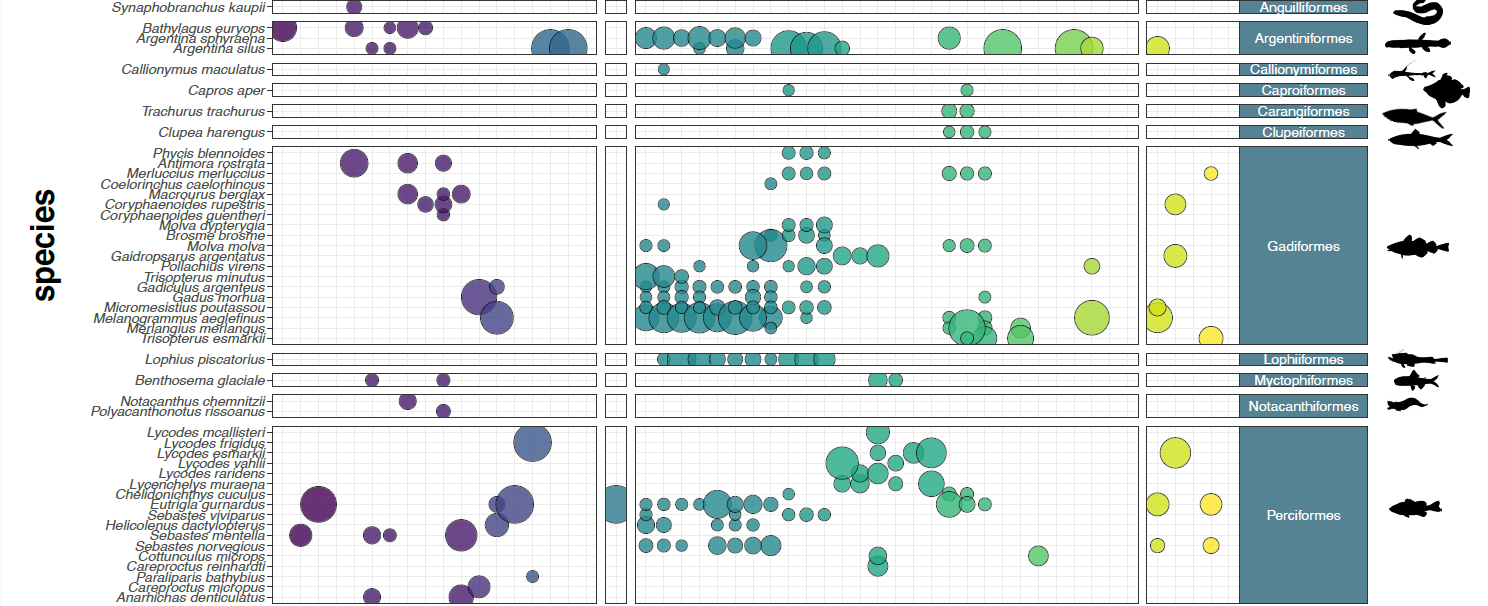 Synaphobranchus kaupii
Anguilliformes
Bathylagus euryops
Argentina sphyraena
Argentiniformes
Argentina silus
Callionymus maculatus
Callionymiformes
Capros aper
Caproiformes
Trachurus trachurus
Carangiformes
Clupea harengus
Clupeiformes
Phycis blennoides
Antimora rostrata
Merluccius merluccius
Coelorinchus caelorhincus
Macrourus berglax
Coryphaenoides rupestris
Coryphaenoides guentheri
Molva dypterygia
Brosme brosme
Molva molva
Gadiformes
Gaidropsarus argentatus
Pollachius virens
Trisopterus minutus
Gadiculus argenteus
Gadus morhua
Micromesistius poutassou
Melanogrammus aeglefinus
Merlangius merlangus
Trisopterus esmarkii
species
Lophius piscatorius
Lophiiformes
Benthosema glaciale
Myctophiformes
Notacanthus chemnitzii
Notacanthiformes
Polyacanthonotus rissoanus
Lycodes mcallisteri
Lycodes frigidus
Lycodes esmarkii
Lycodes vahlii
Lycodes raridens
Lycenchelys muraena
Chelidonichthys cuculus
Eutrigla gurnardus
Sebastes viviparus
Perciformes
Helicolenus dactylopterus
Sebastes mentella
Sebastes norvegicus
Cottunculus microps
Careproctus reinhardti
Paraliparis bathybius
Careproctus micropus
Anarhichas denticulatus